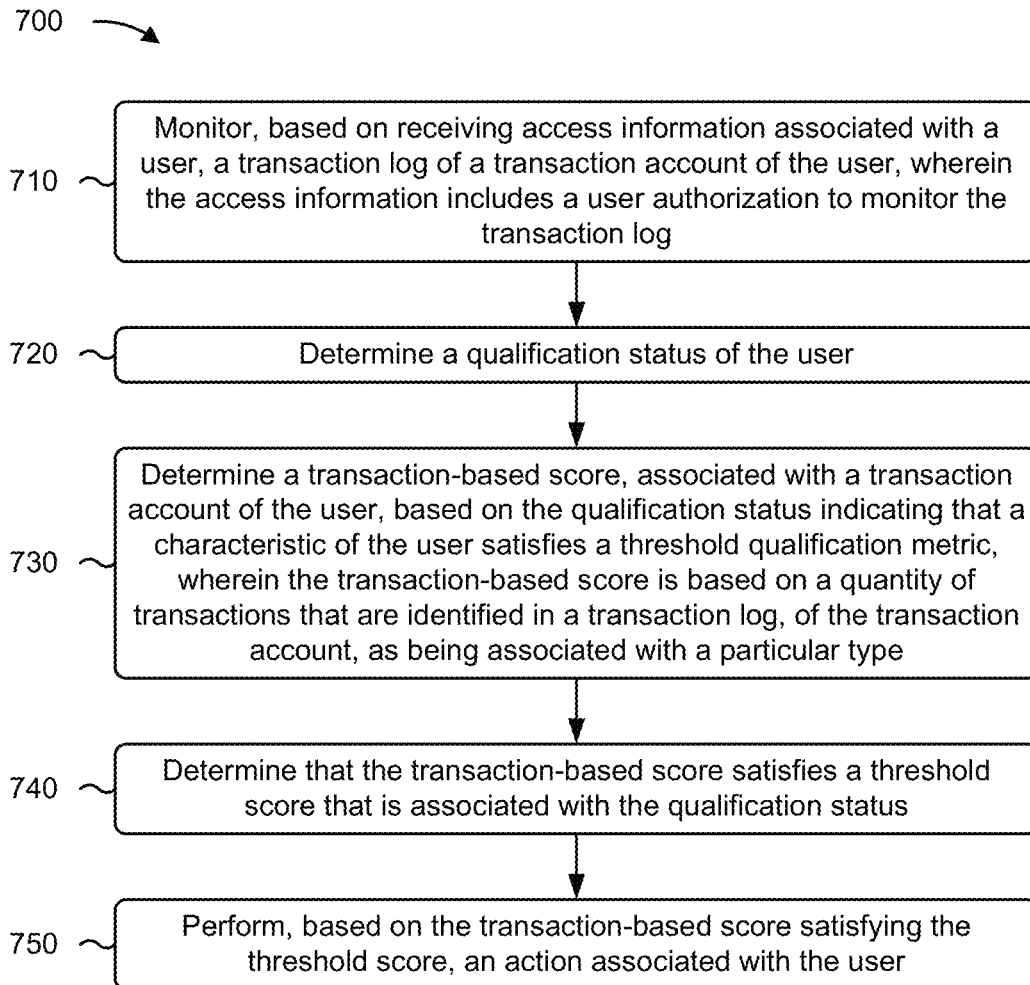 700
Monitor, based on receiving access information associated with a
user, a transaction log of a transaction account of the user, wherein
710
the access information includes a user authorization to monitor the
transaction log
720
Determine a qualification status of the user
Determine a transaction-based score, associated with a transaction
account of the user, based on the qualification status indicating that a
characteristic of the user satisfies a threshold qualification metric,
730
wherein the transaction-based score is based on a quantity of
transactions that are identified in a transaction log, of the transaction
account, as being associated with a particular type
740
Determine that the transaction-based score satisfies a threshold
score that is associated with the qualification status
750
Perform, based on the transaction-based score satisfying the
threshold score, an action associated with the user